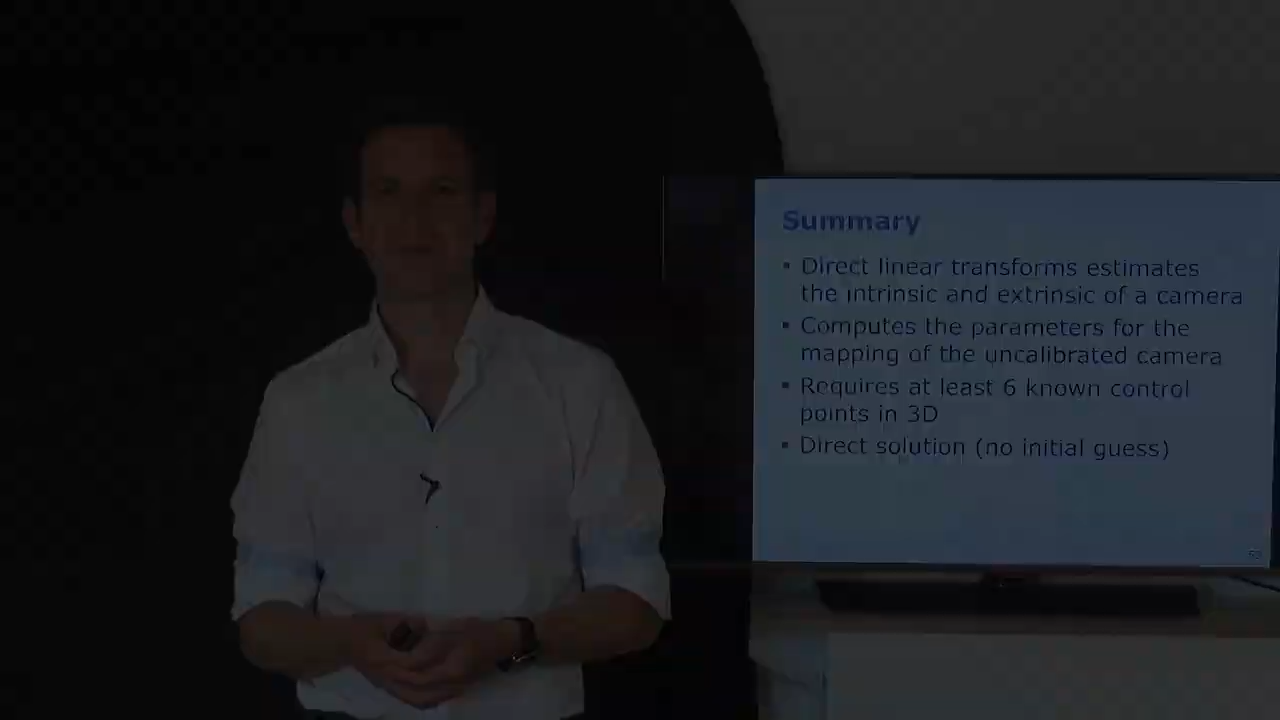 Summary
▪ Direct linear transforms estimates
the intrinsic and extrinsic of a camera
▪ Computes the parameters for the
mapping of the uncalibrated camera
▪ Requires at least 6 known control
points in 3D
▪ Direct solution (no initial guess)